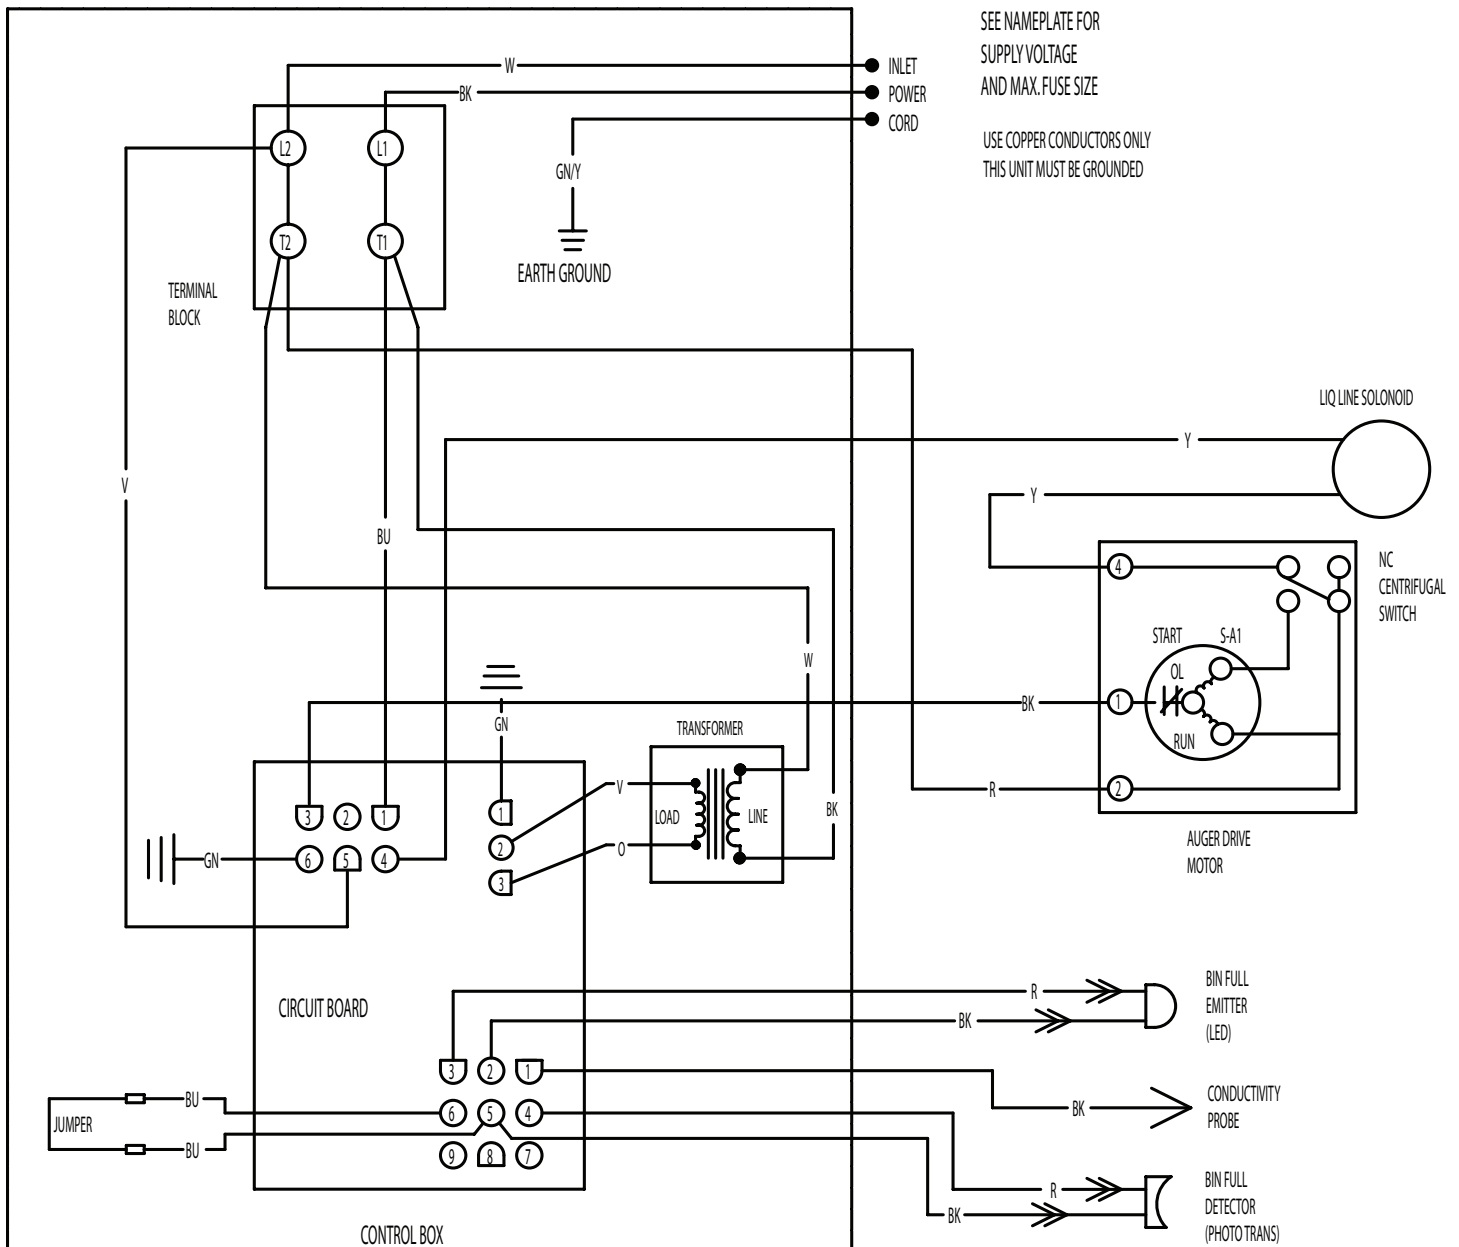 SEE NAMEPLATE FOR
SUPPLY VOLTAGE
AND MAX. FUSE SIZE
USE COPPER CONDUCTORS ONLY
THIS UNIT MUST BE GROUNDED
W
INLET
BK
POWER
CORD
L2
L1
GN/Y
T2
T1
EARTH GROUND
TERMINAL
BLOCK
LIQ LINE SOLONOID
Y
V
Y
BU
4
NC
CENTRIFUGAL
SWITCH
START
S-A1
OL
W
1
BK
RUN
GN
TRANSFORMER
2
R
V
LOAD
LINE
BK
3
2
1
1
2
3
O
AUGER DRIVE
MOTOR
GN
6
5
4
CIRCUIT BOARD
R
BIN FULL
EMITTER
(LED)
BK
3
2
1
JUMPER
BU
BU
6
5
4
BK
CONDUCTIVITY
PROBE
9
8
7
R
BK
BIN FULL
DETECTOR
(PHOTO TRANS)
CONTROL BOX